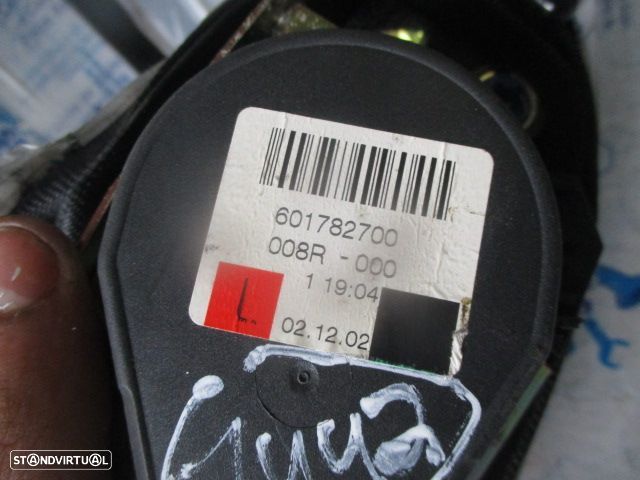 601782700
008R - 000
1 19:04
L
02.12.02
STANDVIRTUAL